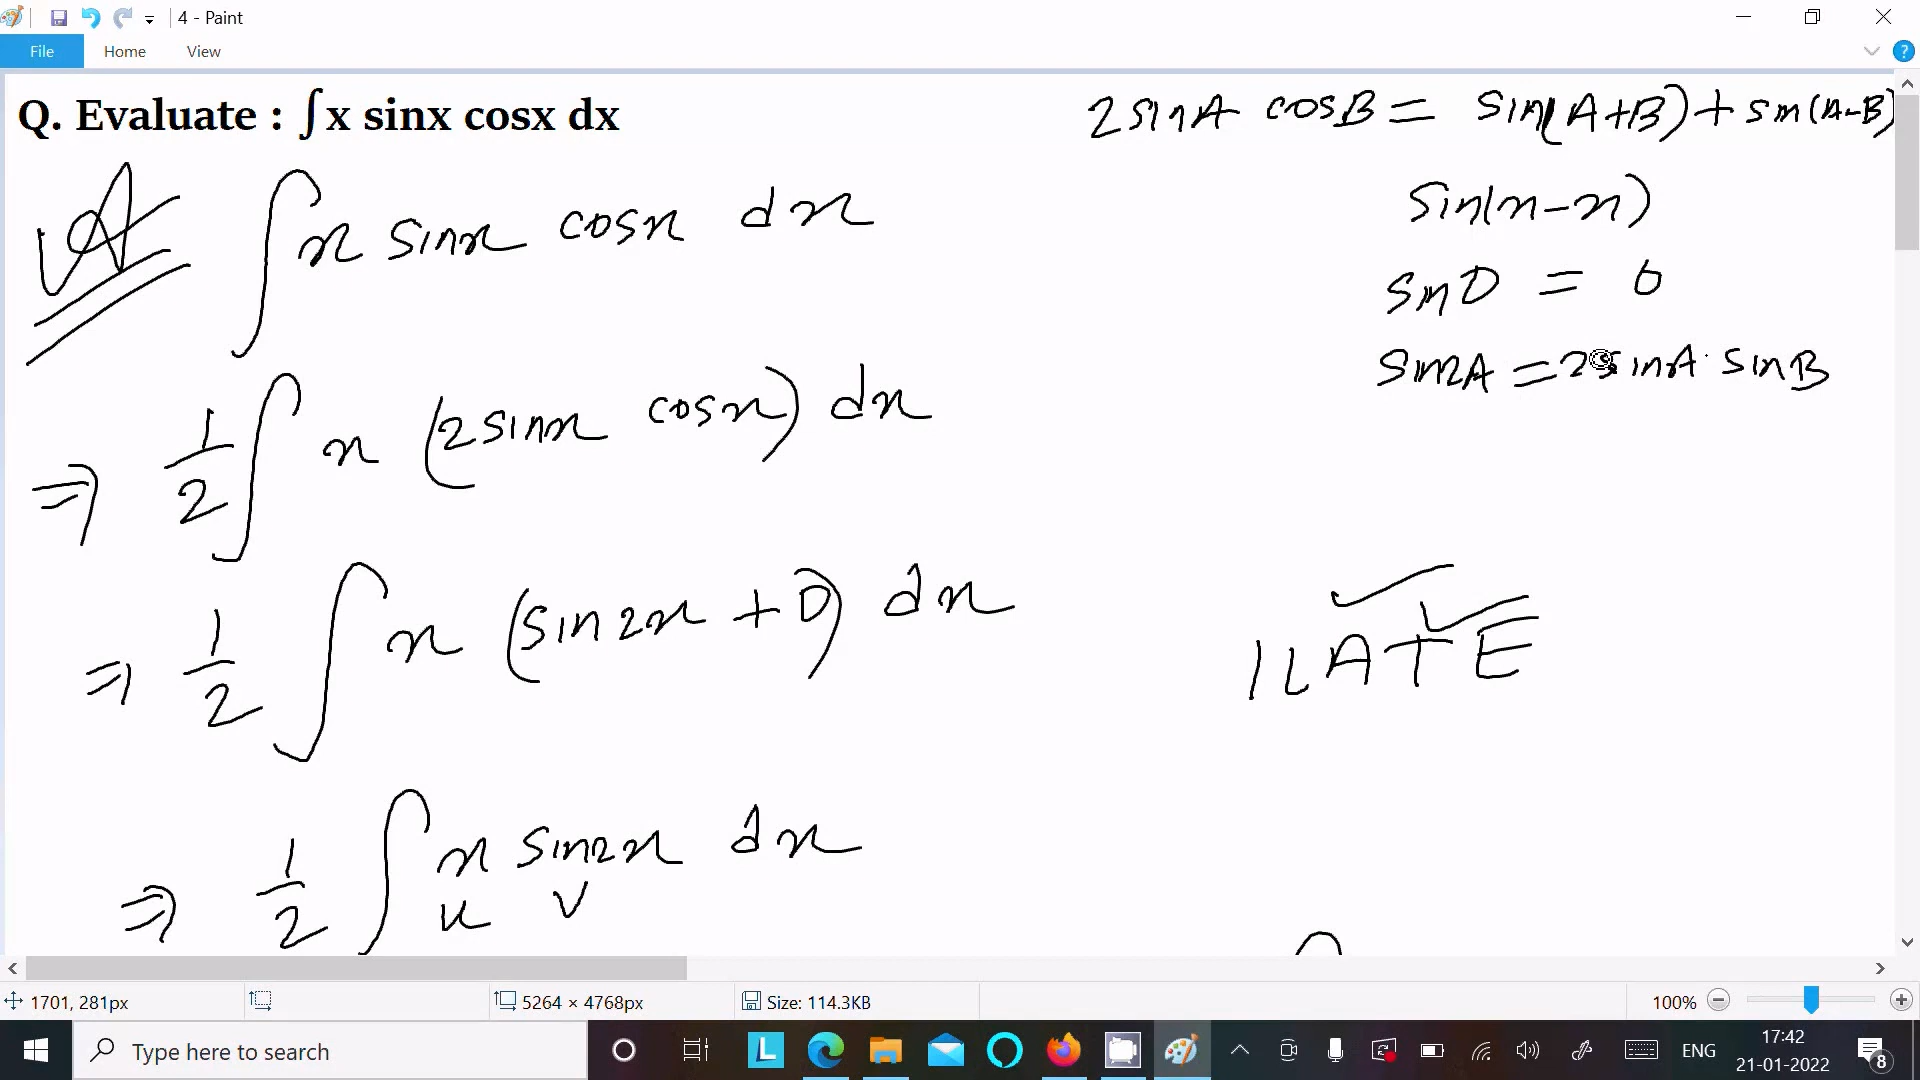 4 - Paint
File Home View
Q. Evaluate : ∫x sinx cosx dx
2 sinA cosB = sin(A+B) + sin(A-B)
∫ x sinx cosx dx
sin(x-x)
sin0 = 0
sin2A = 2sinA . sinB
⇒ 1/2 ∫ x (2sinx cosx) dx
⇒ 1/2 ∫ x (sin2x + 0) dx
ILATE
⇒ 1/2 ∫ x sin2x dx
u v
1701, 281px 5264 × 4768px Size: 114.3KB 100%
Type here to search
L
ENG
17:42
21-01-2022
8